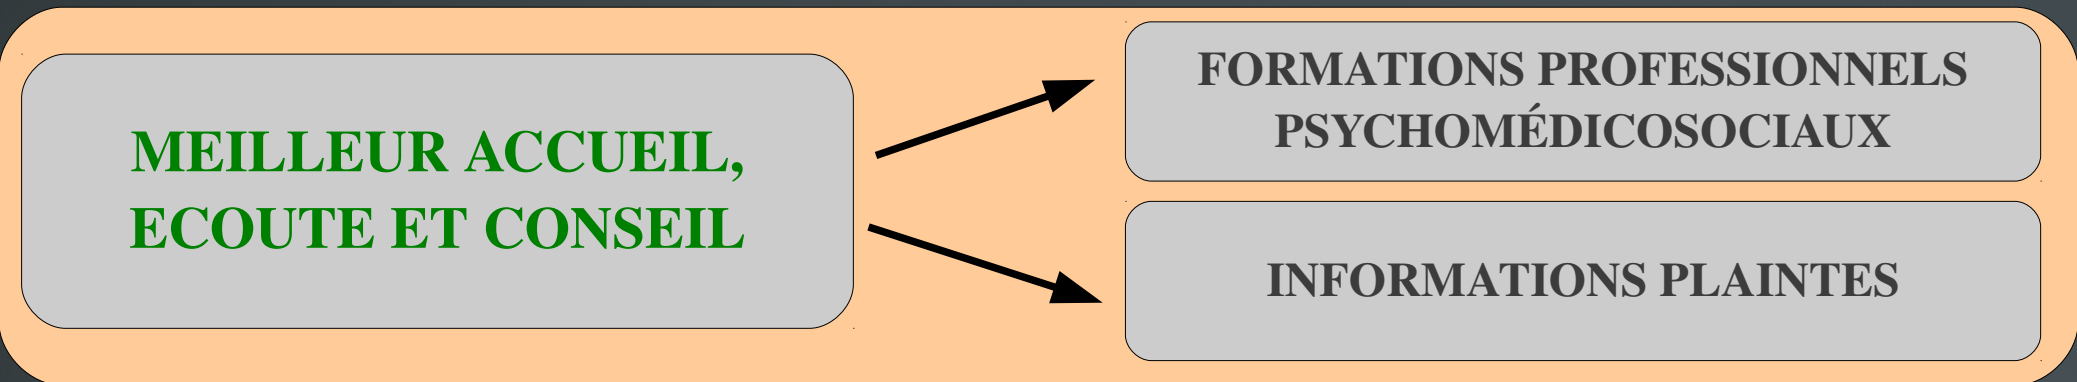 MEILLEUR ACCUEIL,
ECOUTE ET CONSEIL
FORMATIONS PROFESSIONNELS
PSYCHOMÉDICOSOCIAUX
INFORMATIONS PLAINTES